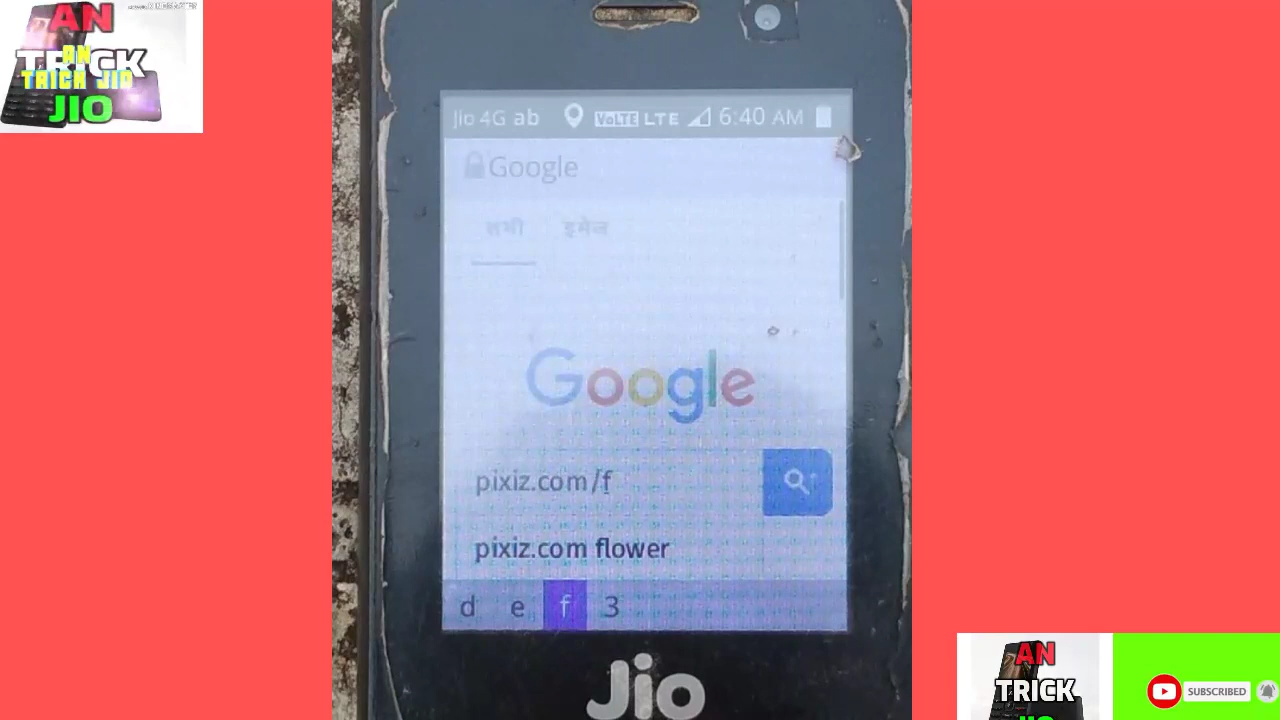 AN
TRICK
JIO
AN
TRICK JIO
Jio 4G ab VoLTE LTE 6:40 AM
Google
सभी इमेज
Google
pixiz.com/f
pixiz.com flower
d e f 3
Jio
AN
TRICK
JIO
SUBSCRIBED